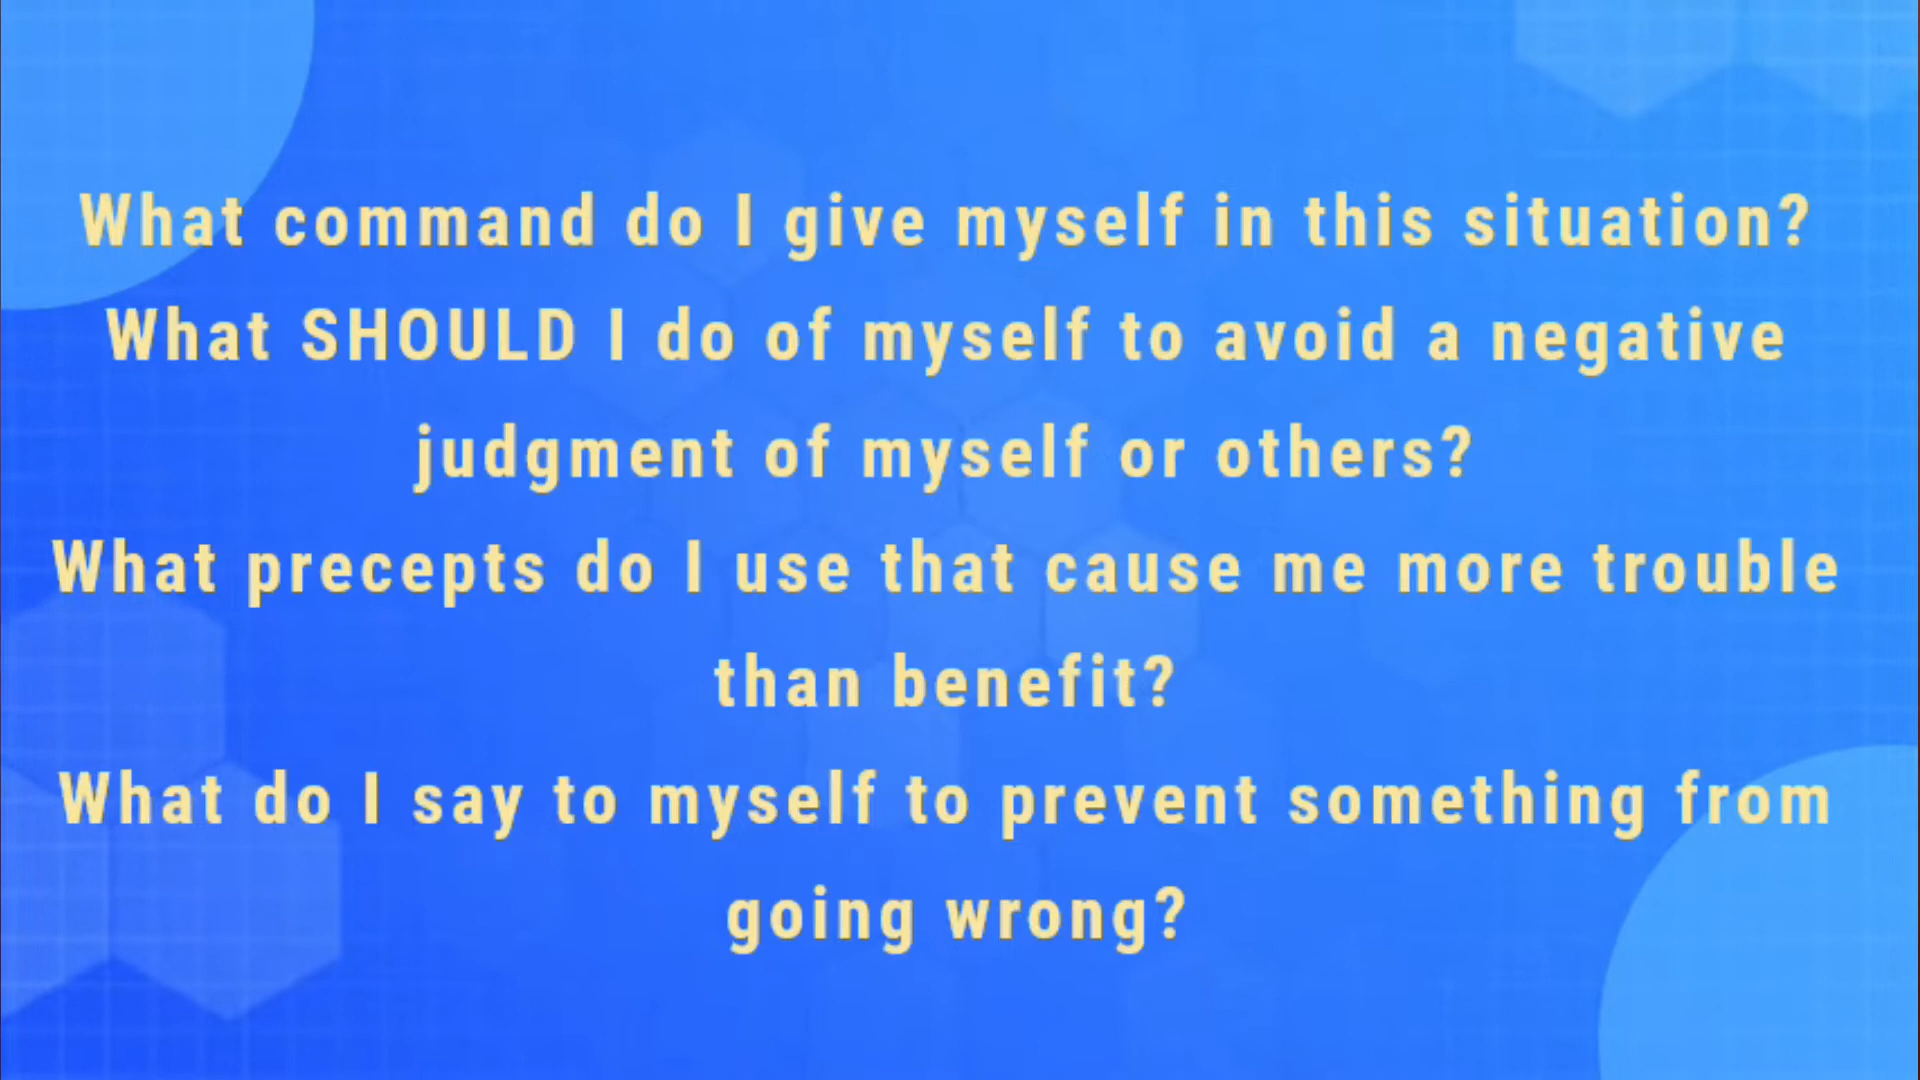 What command do I give myself in this situation?
What SHOULD I do of myself to avoid a negative
judgment of myself or others?
What precepts do I use that cause me more trouble
than benefit?
What do I say to myself to prevent something from
going wrong?